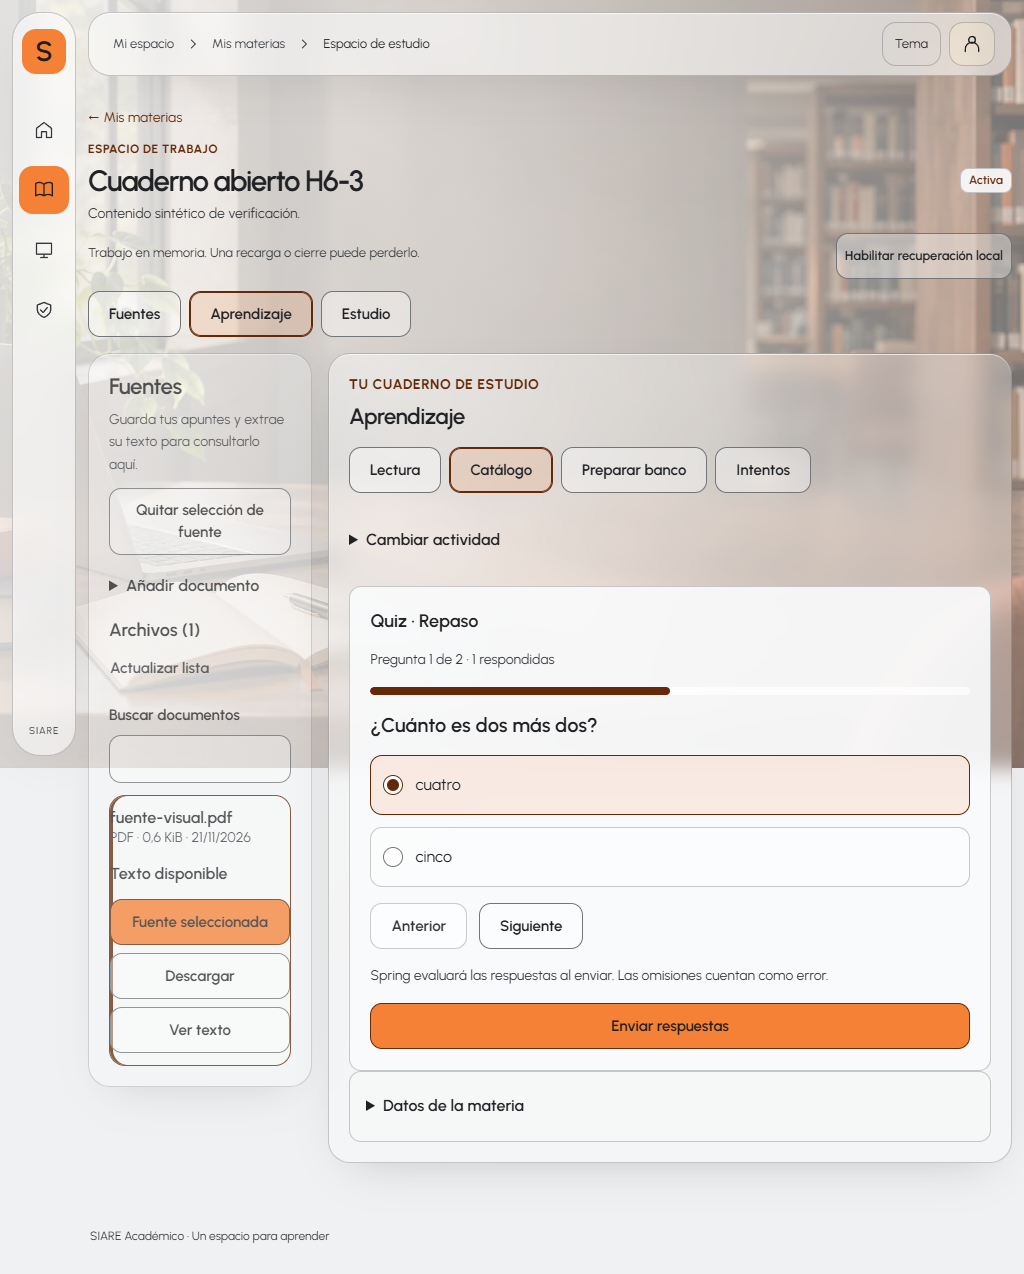 S
Mi espacio > Mis materias > Espacio de estudio
Tema
← Mis materias
ESPACIO DE TRABAJO
Cuaderno abierto H6-3
Activa
Contenido sintético de verificación.
Trabajo en memoria. Una recarga o cierre puede perderlo.
Habilitar recuperación local
Fuentes
Aprendizaje
Estudio
Fuentes
Guarda tus apuntes y extrae
su texto para consultarlo
aquí.
Quitar selección de
fuente
Añadir documento
Archivos (1)
Actualizar lista
Buscar documentos
fuente-visual.pdf
PDF · 0,6 KiB · 21/11/2026
Texto disponible
Fuente seleccionada
Descargar
Ver texto
TU CUADERNO DE ESTUDIO
Aprendizaje
Lectura
Catálogo
Preparar banco
Intentos
Cambiar actividad
Quiz · Repaso
Pregunta 1 de 2 · 1 respondidas
¿Cuánto es dos más dos?
cuatro
cinco
Anterior
Siguiente
Spring evaluará las respuestas al enviar. Las omisiones cuentan como error.
Enviar respuestas
Datos de la materia
SIARE
SIARE Académico · Un espacio para aprender